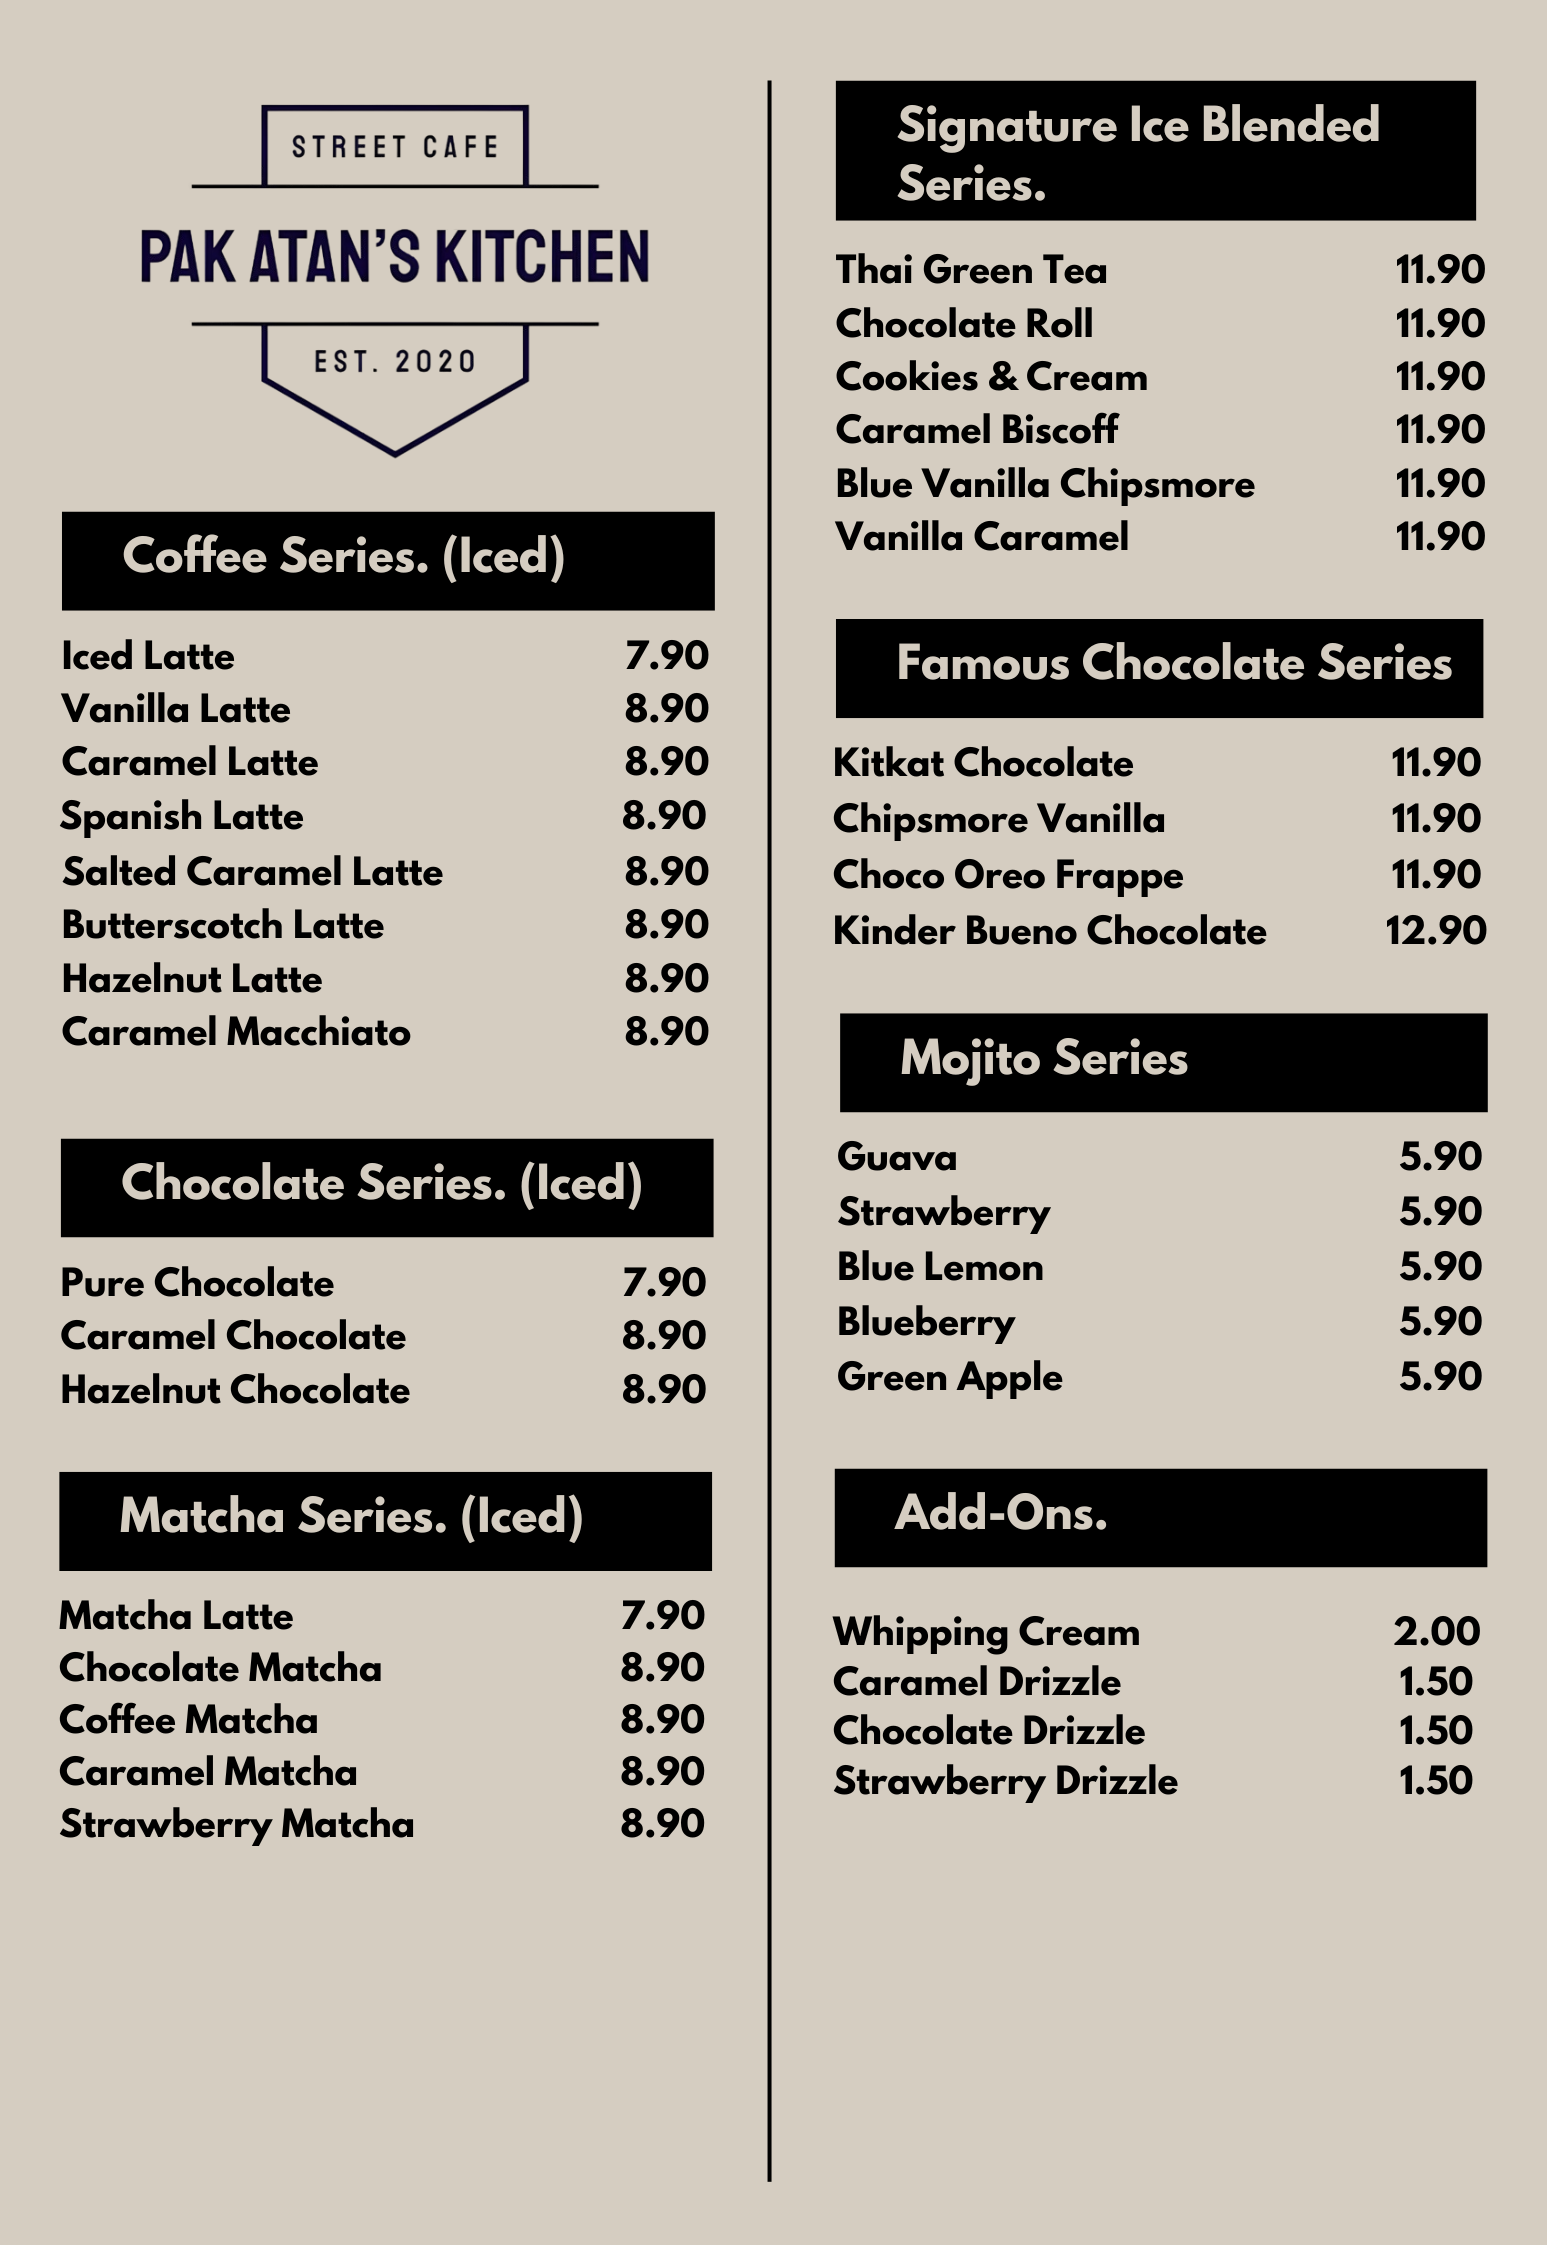 STREET CAFE
PAK ATAN'S KITCHEN
EST. 2020
Coffee Series. (Iced)
Iced Latte 7.90
Vanilla Latte 8.90
Caramel Latte 8.90
Spanish Latte 8.90
Salted Caramel Latte 8.90
Butterscotch Latte 8.90
Hazelnut Latte 8.90
Caramel Macchiato 8.90
Chocolate Series. (Iced)
Pure Chocolate 7.90
Caramel Chocolate 8.90
Hazelnut Chocolate 8.90
Matcha Series. (Iced)
Matcha Latte 7.90
Chocolate Matcha 8.90
Coffee Matcha 8.90
Caramel Matcha 8.90
Strawberry Matcha 8.90
Signature Ice Blended
Series.
Thai Green Tea 11.90
Chocolate Roll 11.90
Cookies & Cream 11.90
Caramel Biscoff 11.90
Blue Vanilla Chipsmore 11.90
Vanilla Caramel 11.90
Famous Chocolate Series
Kitkat Chocolate 11.90
Chipsmore Vanilla 11.90
Choco Oreo Frappe 11.90
Kinder Bueno Chocolate 12.90
Mojito Series
Guava 5.90
Strawberry 5.90
Blue Lemon 5.90
Blueberry 5.90
Green Apple 5.90
Add-Ons.
Whipping Cream 2.00
Caramel Drizzle 1.50
Chocolate Drizzle 1.50
Strawberry Drizzle 1.50